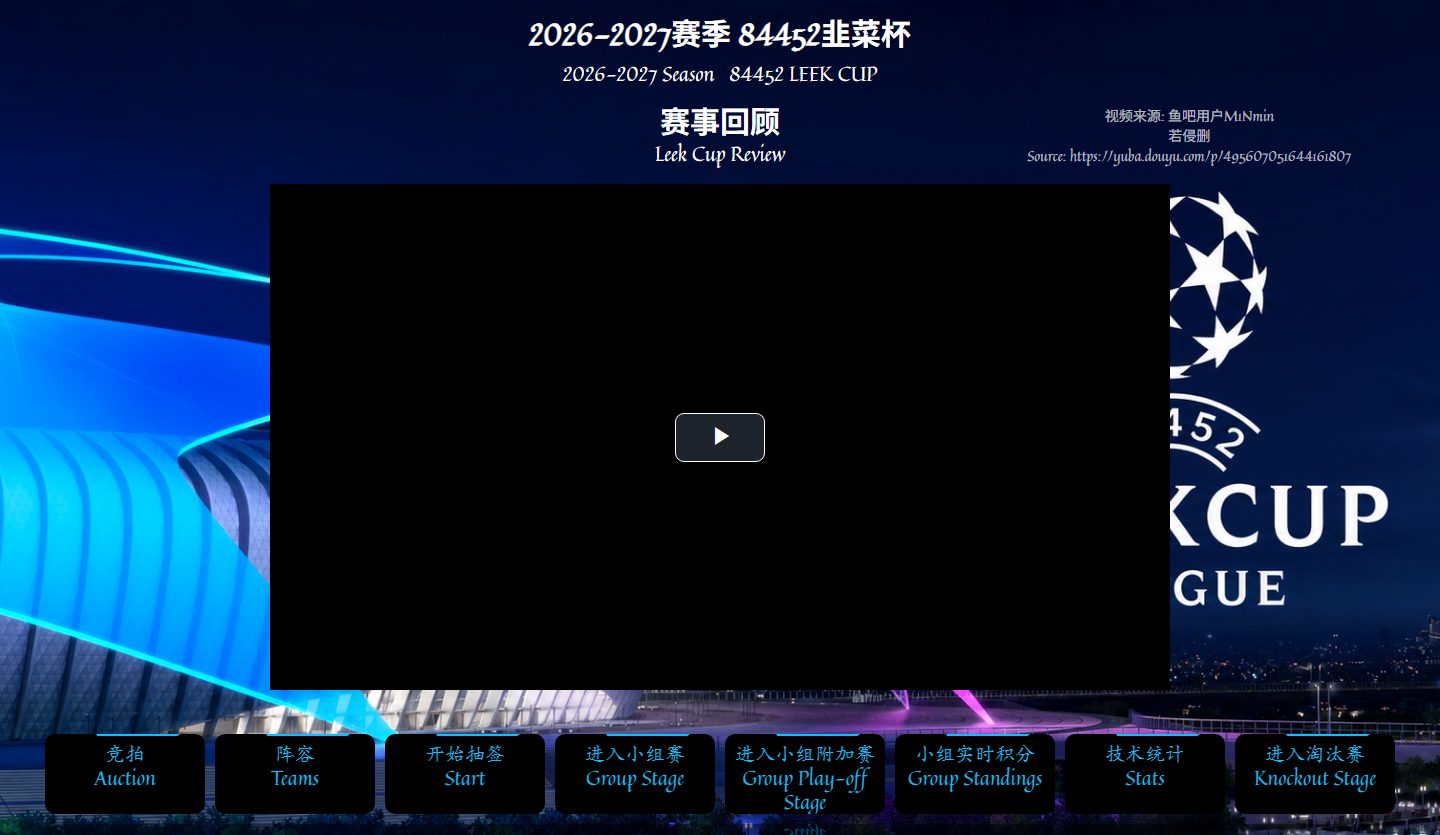 2026-2027赛季 84452韭菜杯
2026-2027 Season 84452 LEEK CUP
赛事回顾
Leek Cup Review
视频来源: 鱼吧用户M1Nmin
若侵删
Source: https://yuba.douyu.com/p/495607051644161807
452
KCUP
GUE
竞拍
Auction
阵容
Teams
开始抽签
Start
进入小组赛
Group Stage
进入小组附加赛
Group Play-off
Stage
小组实时积分
Group Standings
技术统计
Stats
进入淘汰赛
Knockout Stage